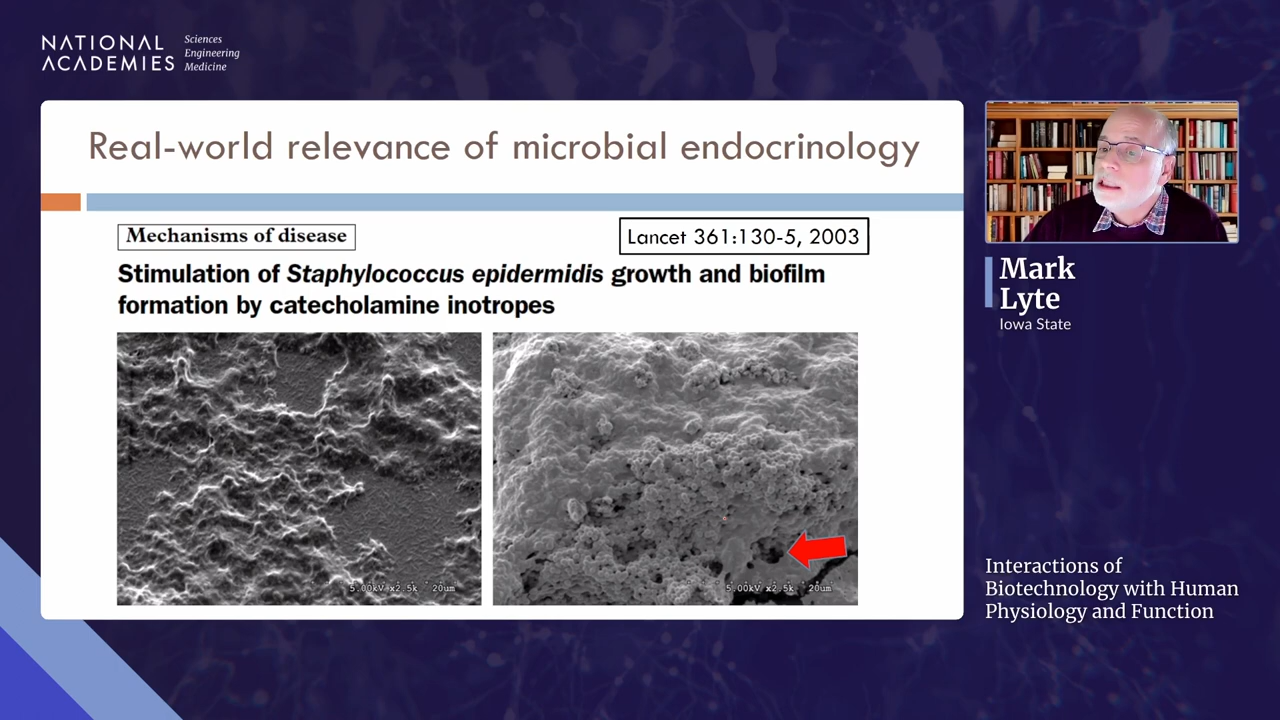 NATIONAL
ACADEMIES
Sciences
Engineering
Medicine
Real-world relevance of microbial endocrinology
Mechanisms of disease
Lancet 361:130-5, 2003
Stimulation of Staphylococcus epidermidis growth and biofilm
formation by catecholamine inotropes
5.00kV x2.5k 20um
5.00kV x2.5k 20um
Mark
Lyte
Iowa State
Interactions of
Biotechnology with Human
Physiology and Function